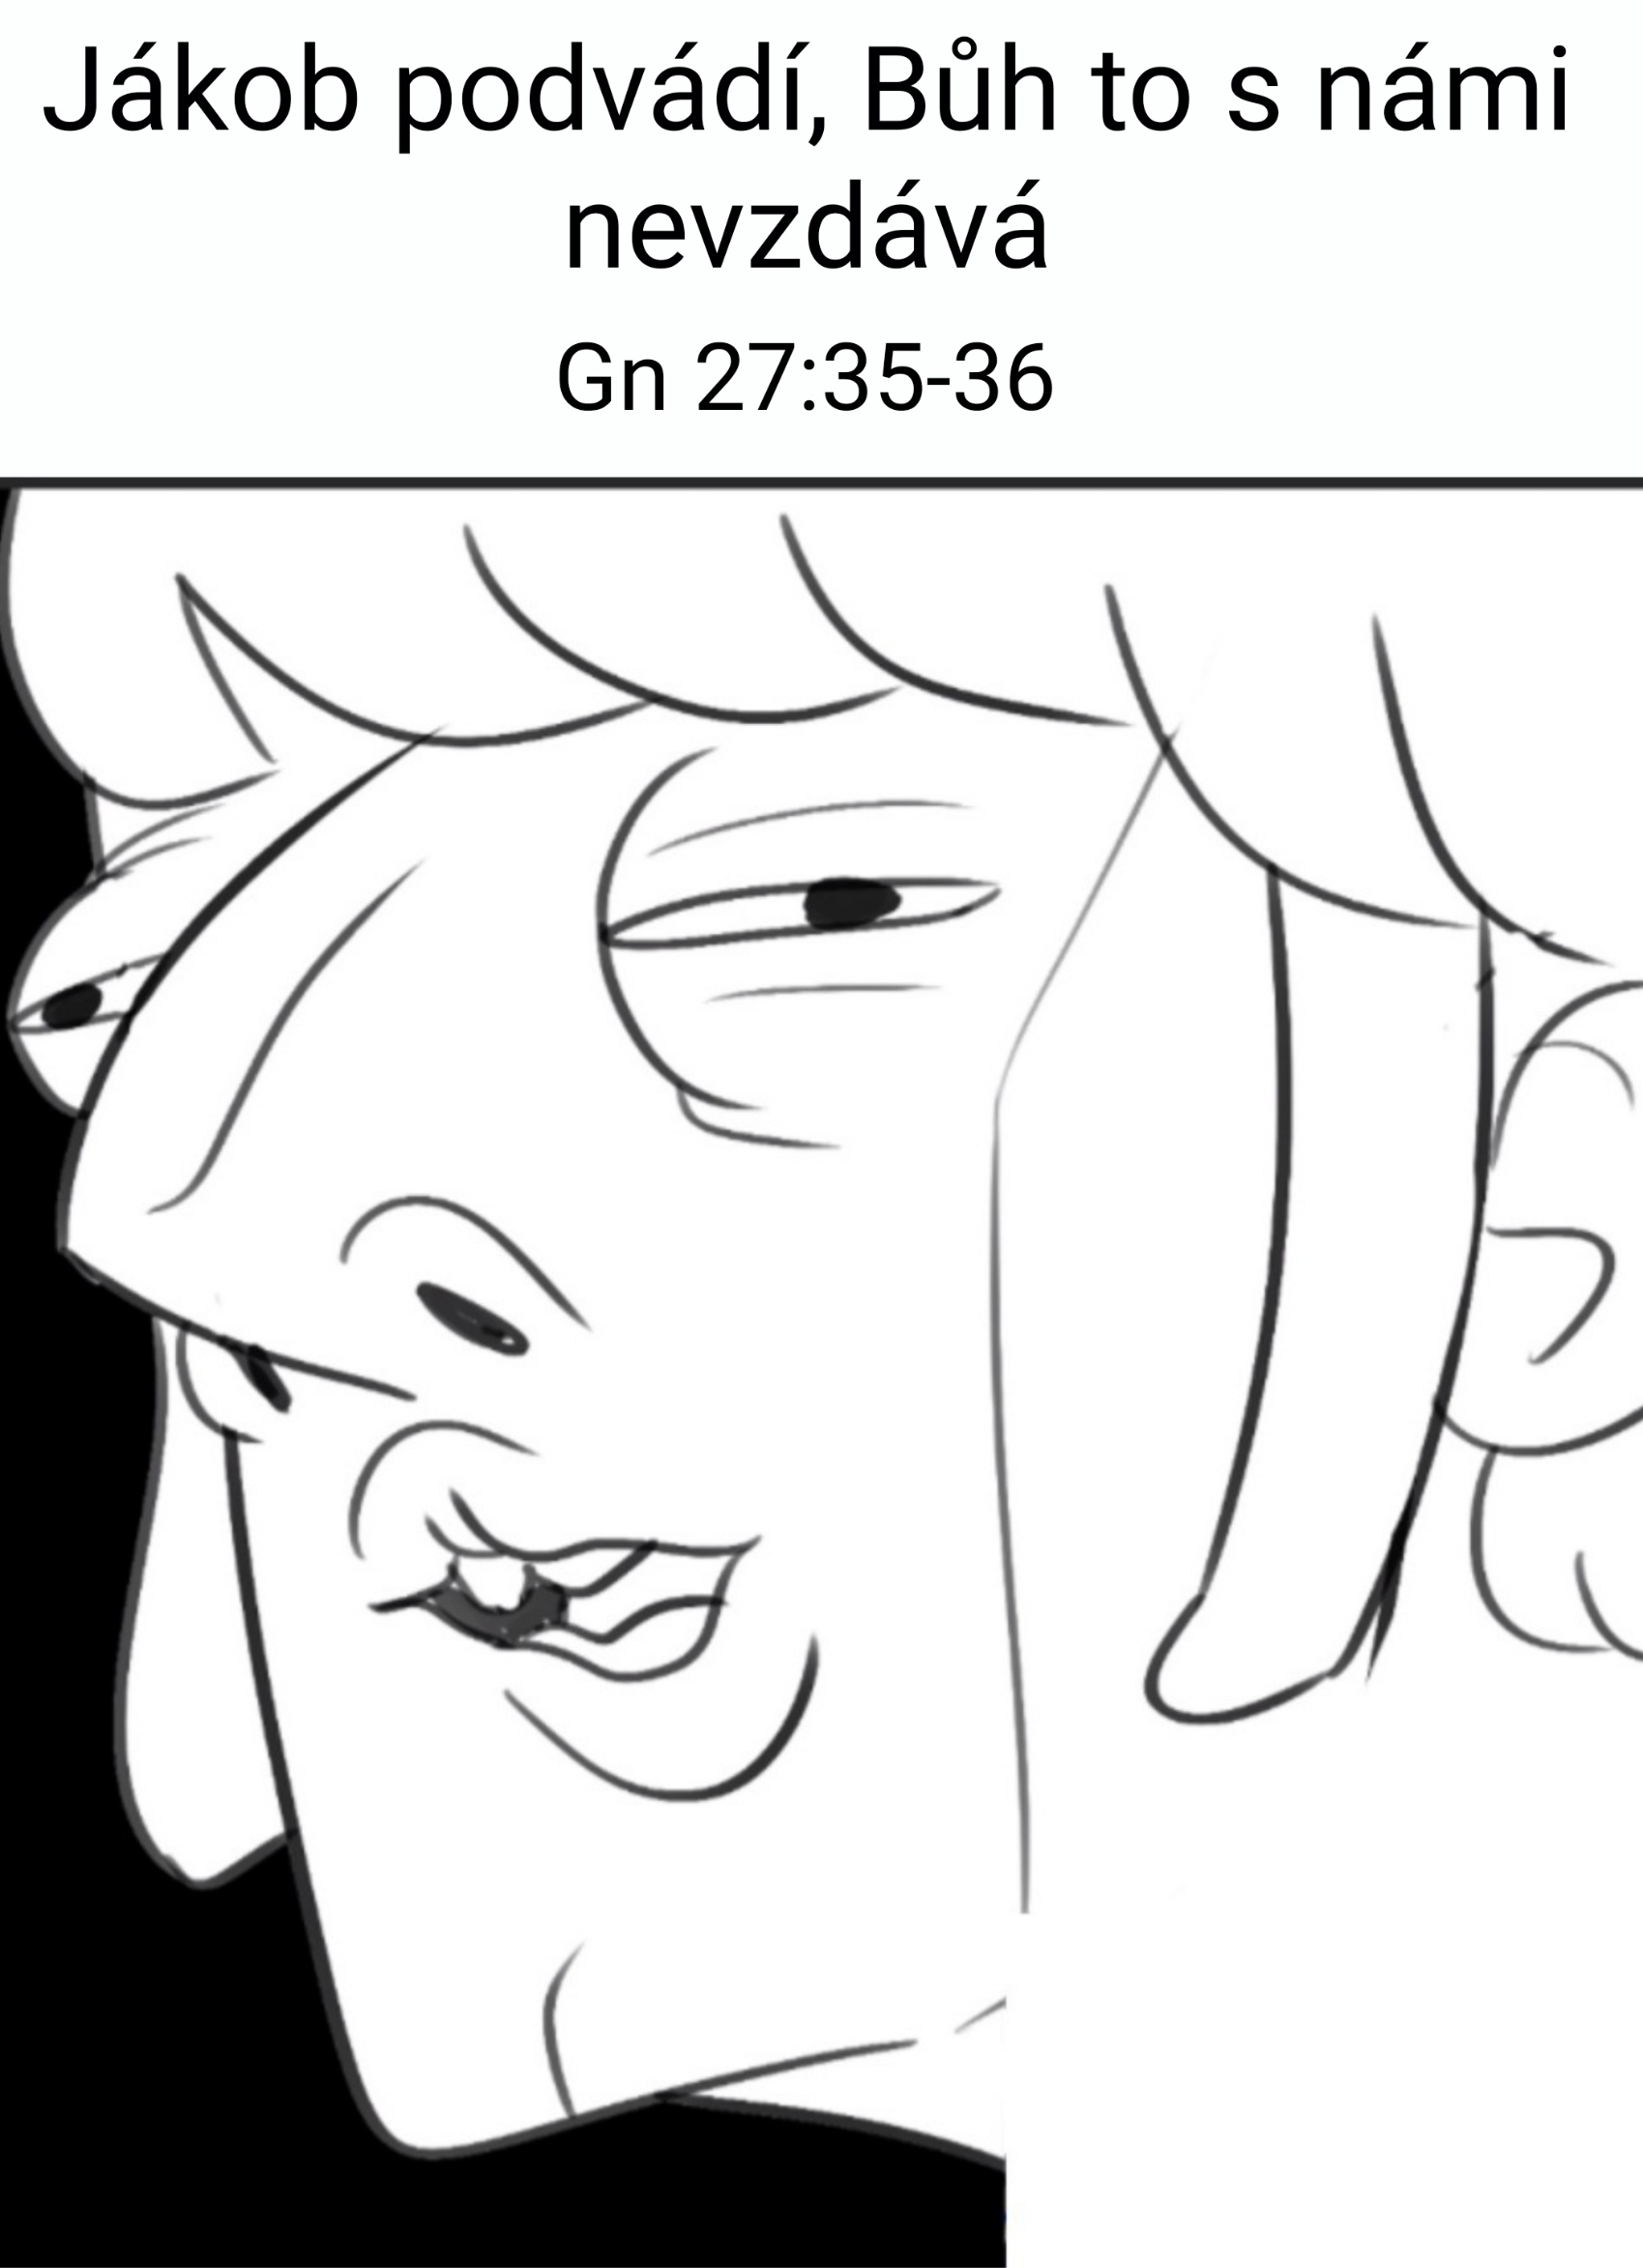 Jákob podvádí, Bůh to s námi
nevzdává
Gn 27:35-36